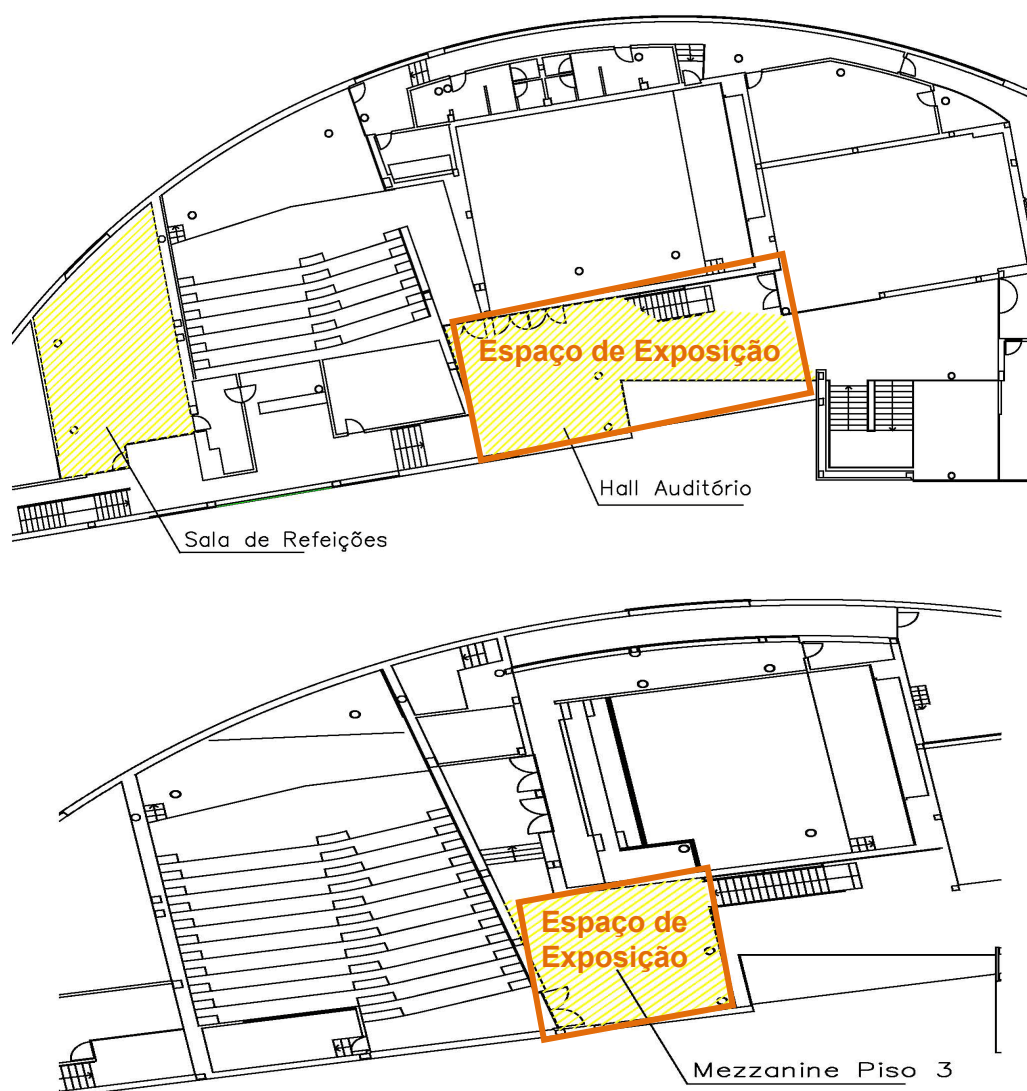 Espaço de Exposição
Hall Auditório
Sala de Refeições
Espaço de
Exposição
Mezzanine Piso 3